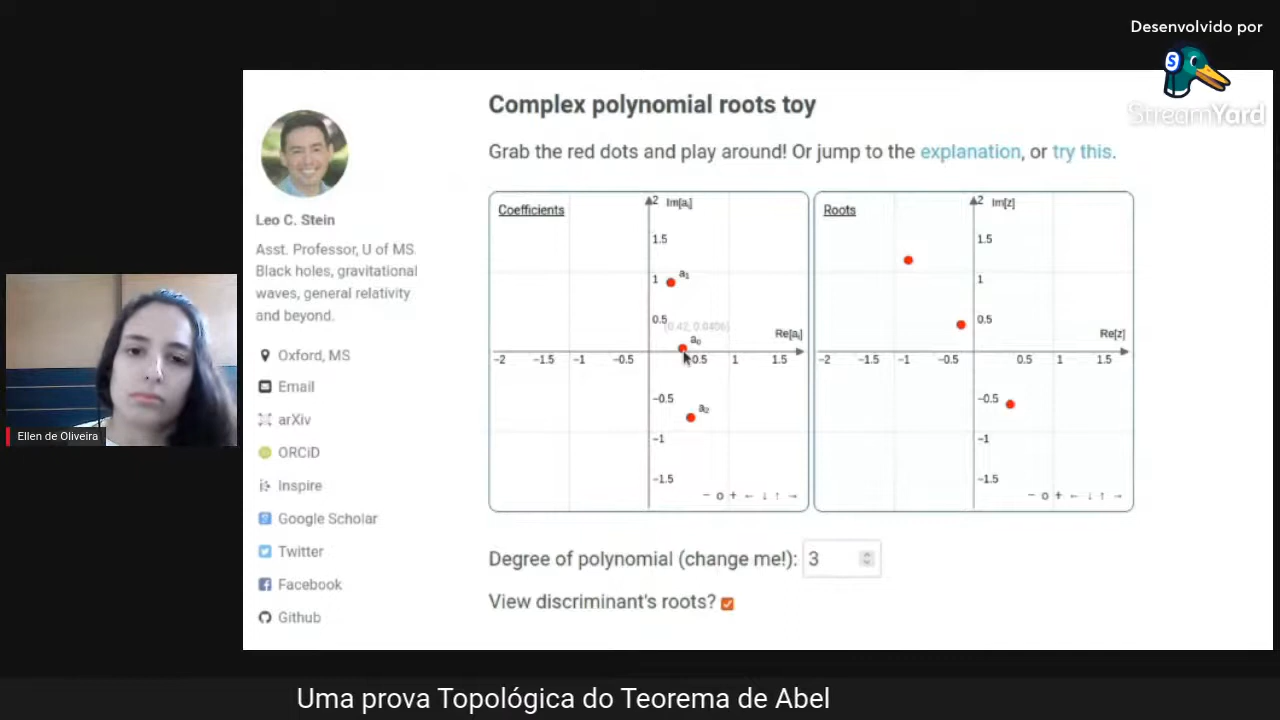 Desenvolvido por
StreamYard
Complex polynomial roots toy
Grab the red dots and play around! Or jump to the explanation, or try this.
Leo C. Stein
Asst. Professor, U of MS.
Black holes, gravitational
waves, general relativity
and beyond.
Oxford, MS
Email
arXiv
ORCiD
Inspire
Google Scholar
Twitter
Facebook
Github
Coefficients
2 Im[aᵢ]
1.5
1
a₁
0.5
(0.42, 0.0406)
a₀
Re[aᵢ]
−2 −1.5 −1 −0.5 0.5 1 1.5
−0.5
a₂
−1
−1.5
− o + ← ↓ ↑ →
Roots
2 Im[z]
1.5
1
0.5
Re[z]
−2 −1.5 −1 −0.5 0.5 1 1.5
−0.5
−1
−1.5
− o + ← ↓ ↑ →
Degree of polynomial (change me!): 3
View discriminant's roots?
Ellen de Oliveira
Uma prova Topológica do Teorema de Abel